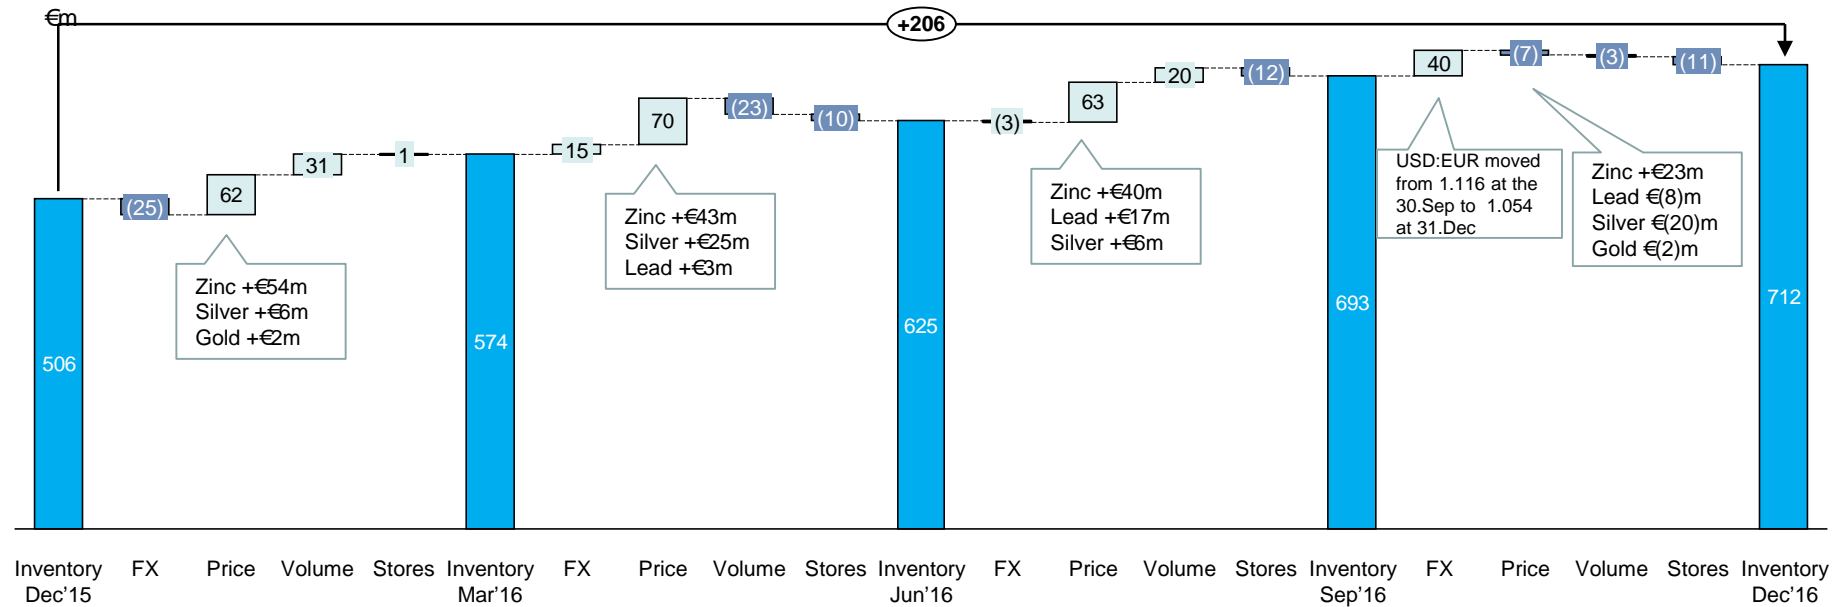 €m
+206
506
(25)
62
31
1
574
15
70
(23)
(10)
625
(3)
63
20
(12)
693
40
(7)
(3)
(11)
712
Zinc +€54m
Silver +€6m
Gold +€2m
Zinc +€43m
Silver +€25m
Lead +€3m
Zinc +€40m
Lead +€17m
Silver +€6m
USD:EUR moved
from 1.116 at the
30.Sep to 1.054
at 31.Dec
Zinc +€23m
Lead €(8)m
Silver €(20)m
Gold €(2)m
Inventory
Dec'15
FX
Price
Volume
Stores
Inventory
Mar'16
FX
Price
Volume
Stores
Inventory
Jun'16
FX
Price
Volume
Stores
Inventory
Sep'16
FX
Price
Volume
Stores
Inventory
Dec'16